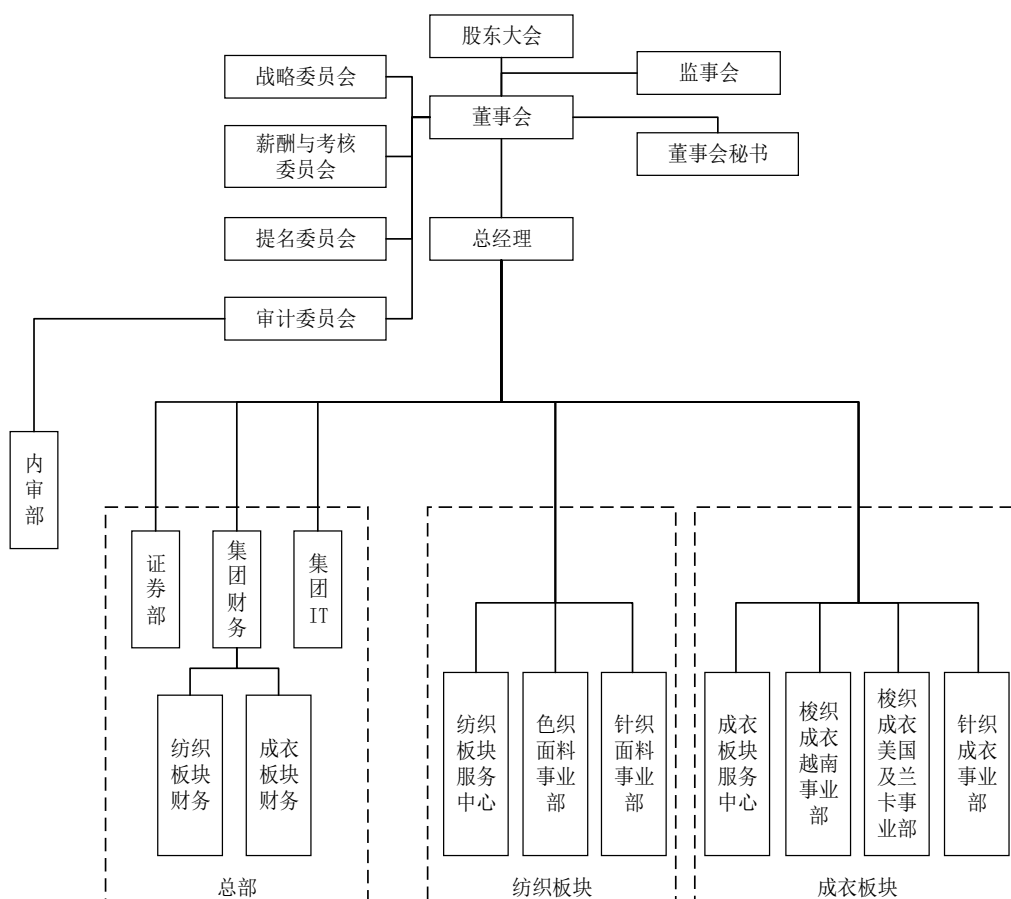 股东大会
战略委员会
监事会
董事会
薪酬与考核
委员会
董事会秘书
提名委员会
总经理
审计委员会
内
审
部
证
券
部
集
团
财
务
集
团
IT
纺织
板块
财务
成衣
板块
财务
纺织
板块
服务
中心
色织
面料
事业
部
针织
面料
事业
部
成衣
板块
服务
中心
梭织
成衣
越南
事业
部
梭织
成衣
美国
及兰
卡事
业部
针织
成衣
事业
部
总部
纺织板块
成衣板块